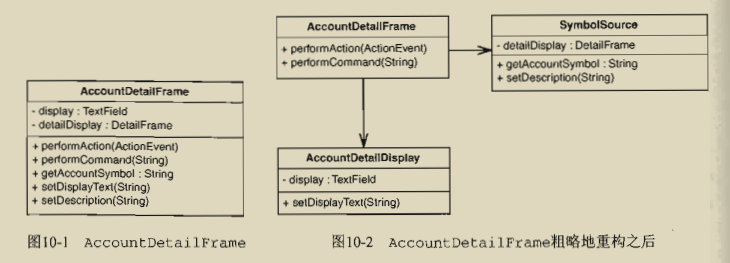 AccountDetailFrame
- display : TextField
- detailDisplay : DetailFrame
+ performAction(ActionEvent)
+ performCommand(String)
+ getAccountSymbol : String
+ setDisplayText(String)
+ setDescription(String)
图10-1 AccountDetailFrame
AccountDetailFrame
+ performAction(ActionEvent)
+ performCommand(String)
SymbolSource
- detailDisplay : DetailFrame
+ getAccountSymbol : String
+ setDescription(String)
AccountDetailDisplay
- display : TextField
+ setDisplayText(String)
图10-2 AccountDetailFrame粗略地重构之后